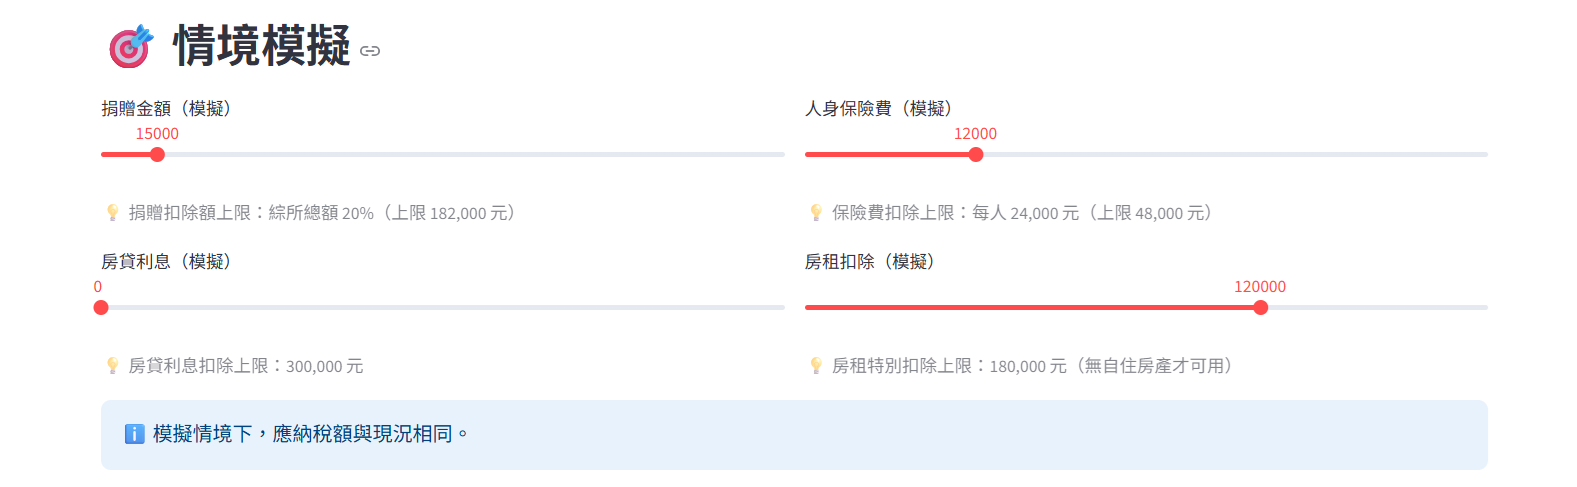 情境模擬
捐贈金額（模擬）
15000
💡 捐贈扣除額上限：綜所總額 20%（上限 182,000 元）
人身保險費（模擬）
12000
💡 保險費扣除上限：每人 24,000 元（上限 48,000 元）
房貸利息（模擬）
0
💡 房貸利息扣除上限：300,000 元
房租扣除（模擬）
120000
💡 房租特別扣除上限：180,000 元（無自住房產才可用）
ℹ️ 模擬情境下，應納稅額與現況相同。